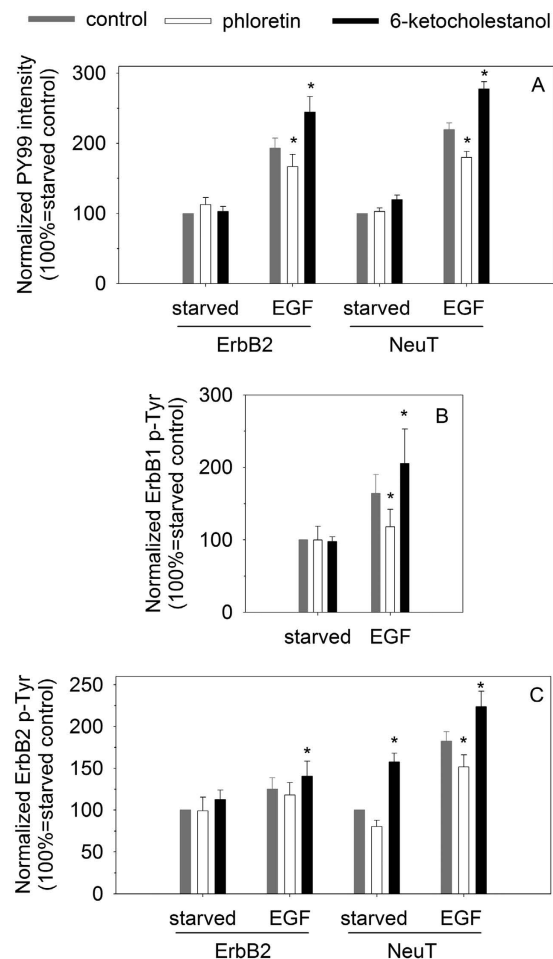 control phloretin 6-ketocholestanol
A
Normalized PY99 intensity
(100%=starved control)
300
200
100
0
* * * *
starved EGF starved EGF
ErbB2 NeuT
B
Normalized ErbB1 p-Tyr
(100%=starved control)
300
200
100
0
* *
starved EGF
C
Normalized ErbB2 p-Tyr
(100%=starved control)
250
200
150
100
50
0
* * * *
starved EGF starved EGF
ErbB2 NeuT